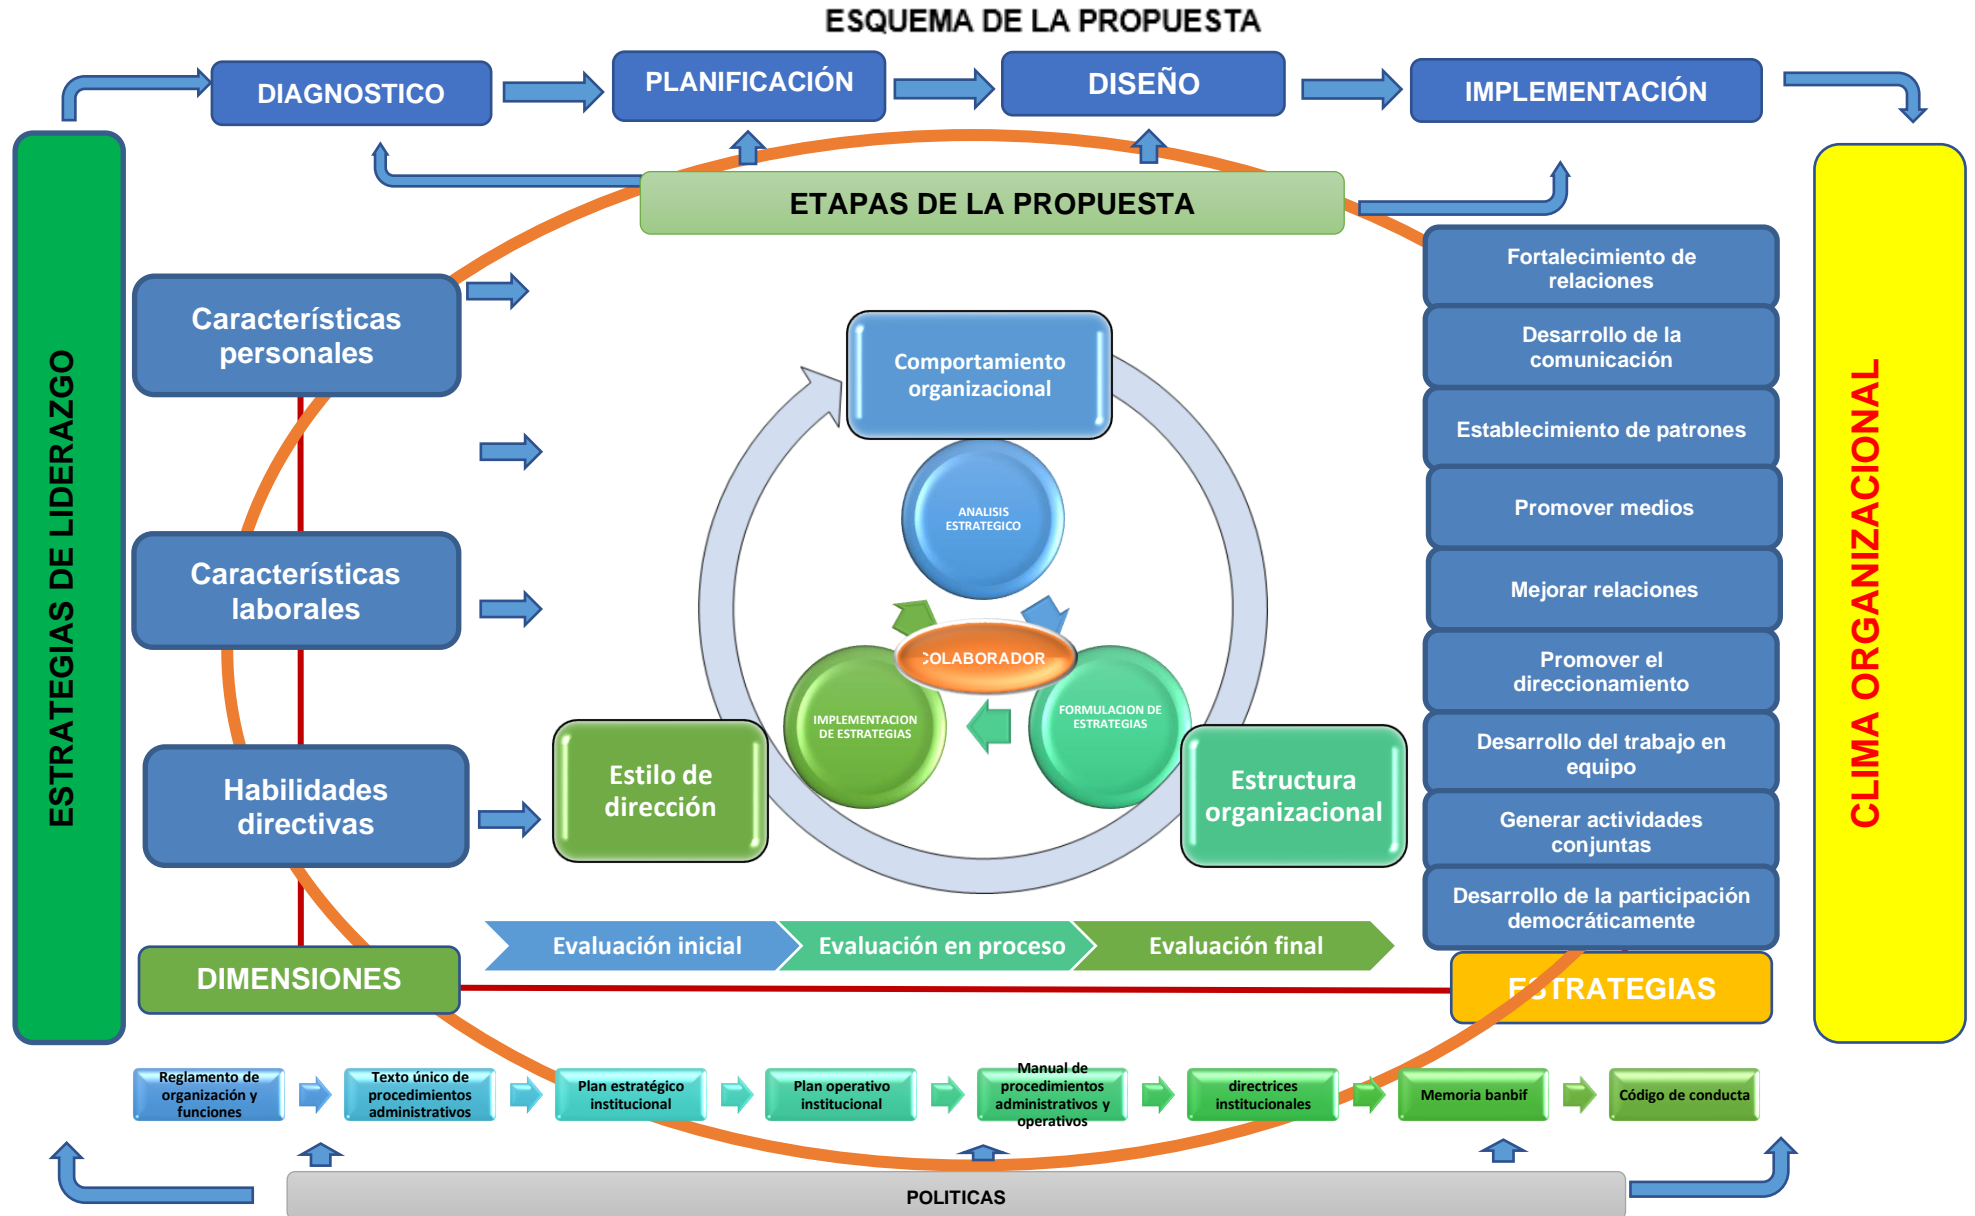 ESQUEMA DE LA PROPUESTA
DIAGNOSTICO
PLANIFICACIÓN
DISEÑO
IMPLEMENTACIÓN
ETAPAS DE LA PROPUESTA
ESTRATEGIAS DE LIDERAZGO
Características
personales
Características
laborales
Habilidades
directivas
DIMENSIONES
Comportamiento
organizacional
ANALISIS
ESTRATEGICO
COLABORADOR
IMPLEMENTACION
DE ESTRATEGIAS
FORMULACION DE
ESTRATEGIAS
Estilo de
dirección
Estructura
organizacional
Evaluación inicial
Evaluación en proceso
Evaluación final
Fortalecimiento de
relaciones
Desarrollo de la
comunicación
Establecimiento de patrones
Promover medios
Mejorar relaciones
Promover el
direccionamiento
Desarrollo del trabajo en
equipo
Generar actividades
conjuntas
Desarrollo de la participación
democráticamente
ESTRATEGIAS
CLIMA ORGANIZACIONAL
Reglamento de
organización y
funciones
Texto único de
procedimientos
administrativos
Plan estratégico
institucional
Plan operativo
institucional
Manual de
procedimientos
administrativos y
operativos
directrices
institucionales
Memoria banbif
Código de conducta
POLITICAS